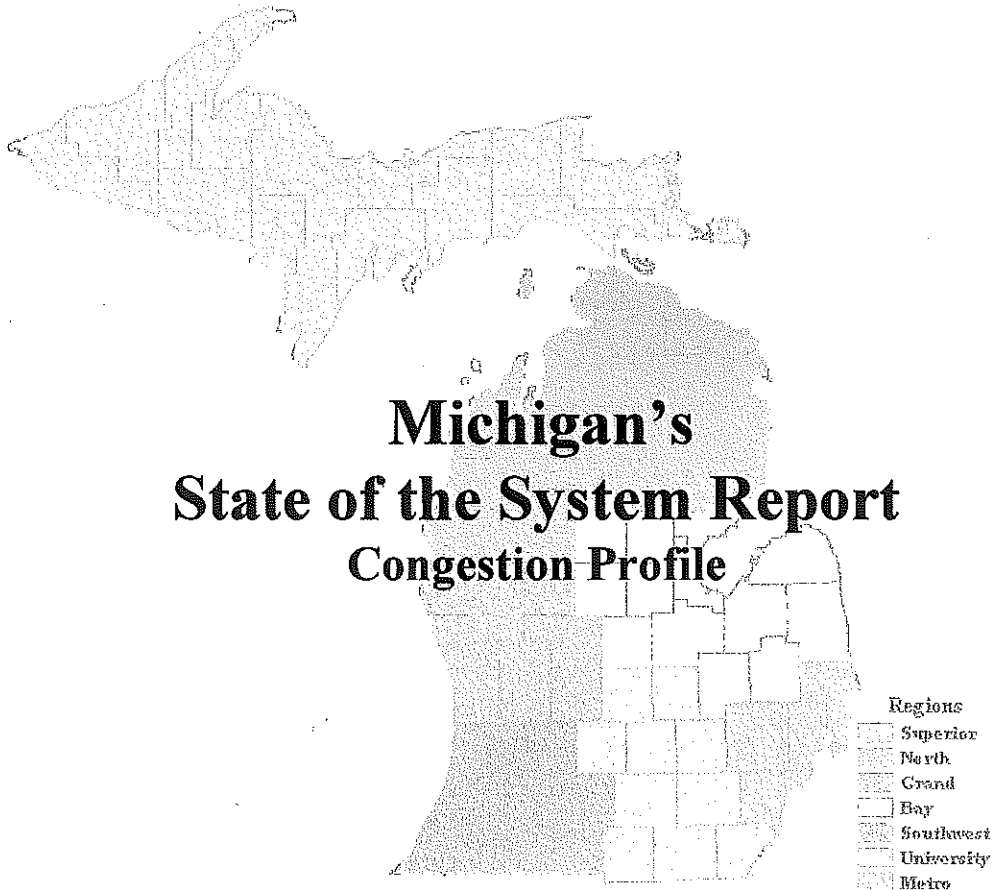 Michigan's
State of the System Report
Congestion Profile
Regions
Superior
North
Grand
Bay
Southwest
University
Metro